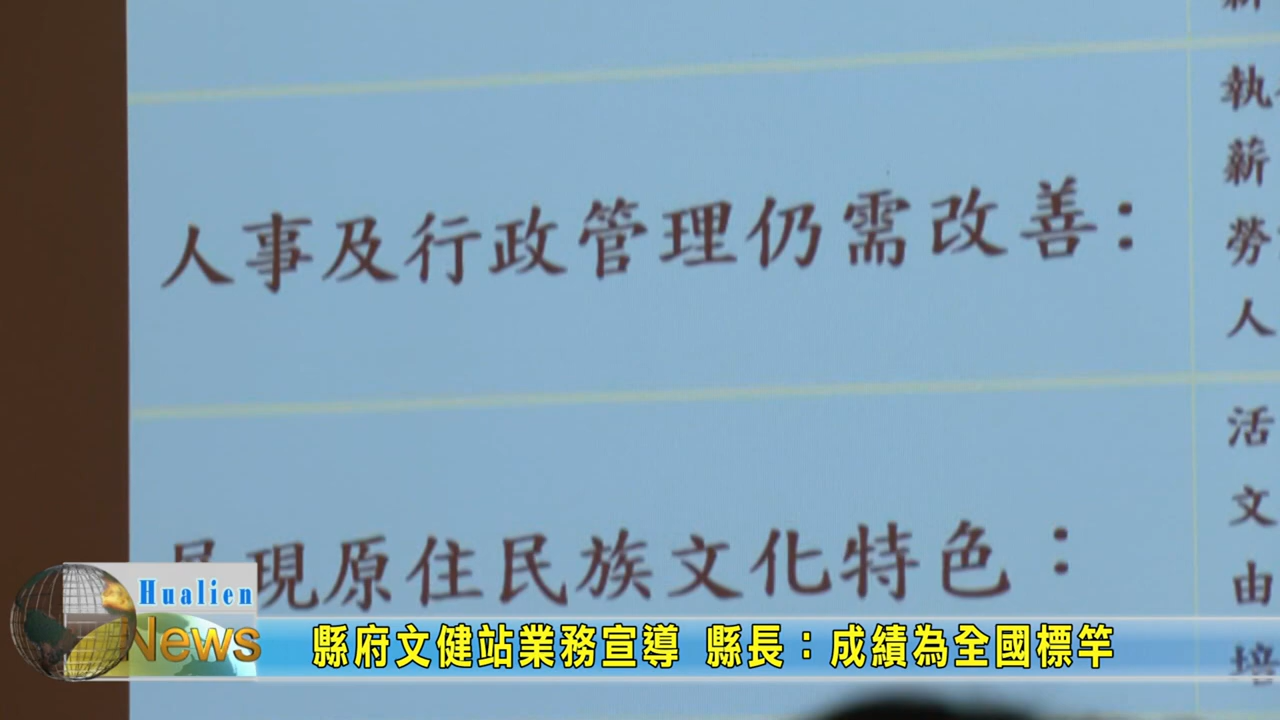 人事及行政管理仍需改善:
執
薪
勞
人
展現原住民族文化特色：
活
文
由
培
Hualien
News
縣府文健站業務宣導 縣長：成績為全國標竿